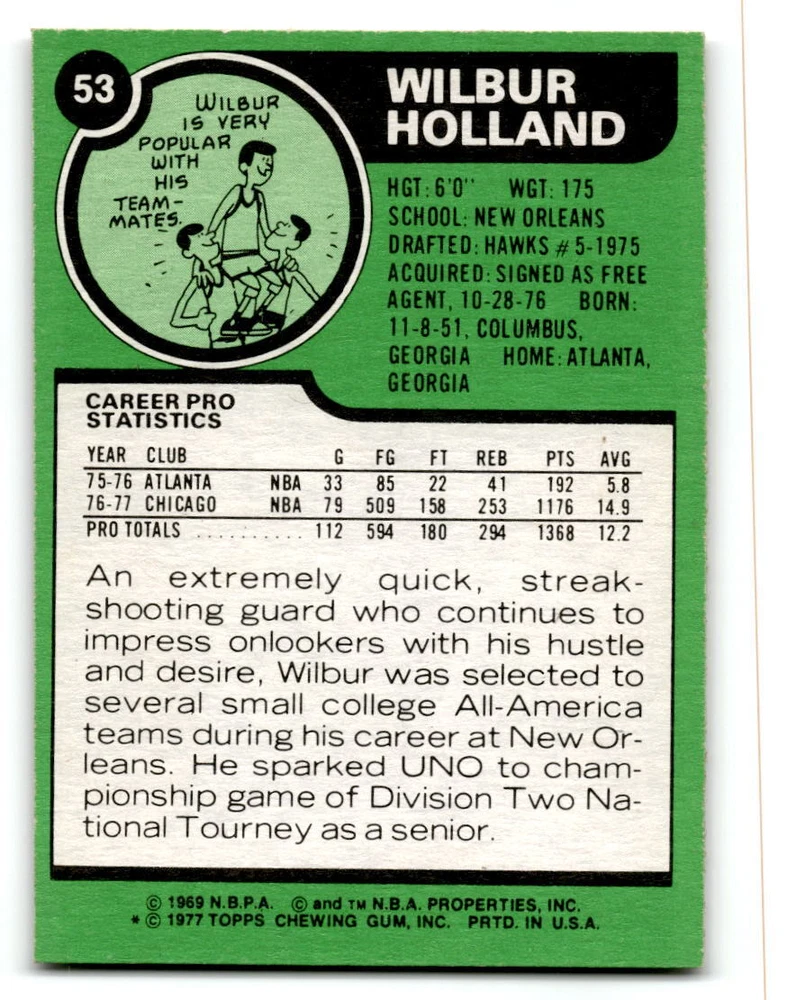 53
WILBUR
IS VERY
POPULAR
WITH
HIS
TEAM-
MATES.
WILBUR
HOLLAND
HGT: 6'0" WGT: 175
SCHOOL: NEW ORLEANS
DRAFTED: HAWKS #5-1975
ACQUIRED: SIGNED AS FREE
AGENT, 10-28-76 BORN:
11-8-51, COLUMBUS,
GEORGIA HOME: ATLANTA,
GEORGIA
CAREER PRO
STATISTICS
YEAR CLUB G FG FT REB PTS AVG
75-76 ATLANTA NBA 33 85 22 41 192 5.8
76-77 CHICAGO NBA 79 509 158 253 1176 14.9
PRO TOTALS .......... 112 594 180 294 1368 12.2
An extremely quick, streak-
shooting guard who continues to
impress onlookers with his hustle
and desire, Wilbur was selected to
several small college All-America
teams during his career at New Or-
leans. He sparked UNO to cham-
pionship game of Division Two Na-
tional Tourney as a senior.
© 1969 N.B.P.A. © and TM N.B.A. PROPERTIES, INC.
* © 1977 TOPPS CHEWING GUM, INC. PRTD. IN U.S.A.